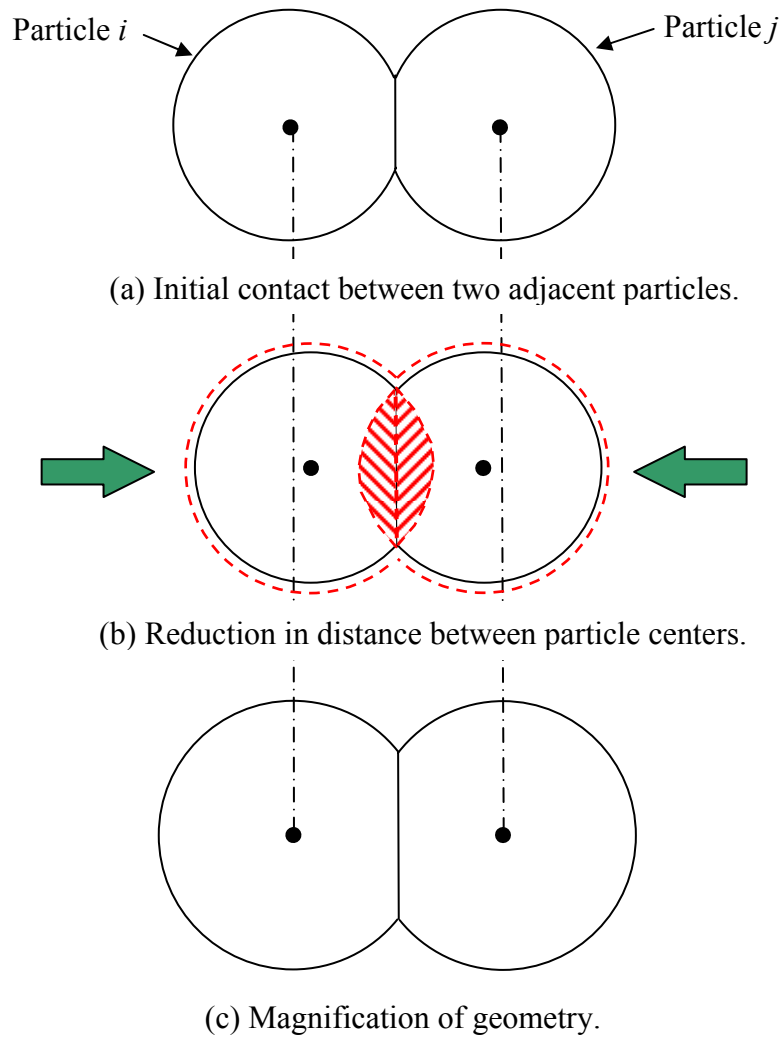 Particle i
Particle j
(a) Initial contact between two adjacent particles.
(b) Reduction in distance between particle centers.
(c) Magnification of geometry.